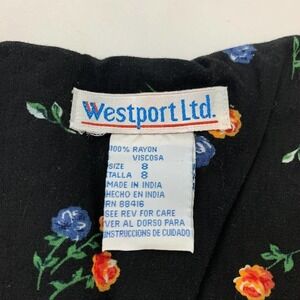 Westport Ltd.
100% RAYON
VISCOSA
SIZE 8
TALLA 8
MADE IN INDIA
HECHO EN INDIA
RN 88416
SEE REV FOR CARE
VER AL DORSO PARA
INSTRUCCIONES DE CUIDADO